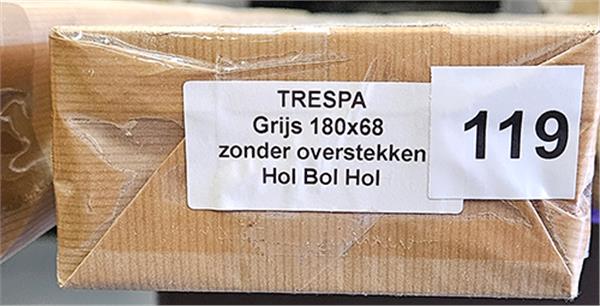 TRESPA
Grijs 180x68
zonder overstekken
Hol Bol Hol
119